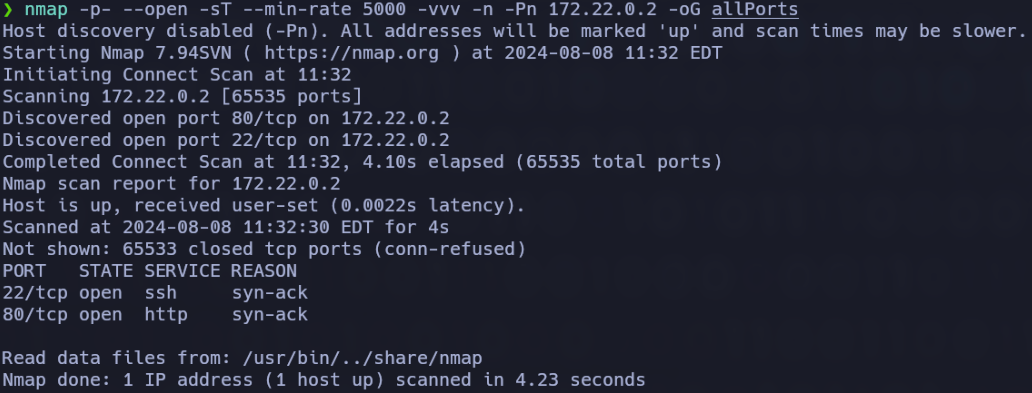 ❯ nmap -p- --open -sT --min-rate 5000 -vvv -n -Pn 172.22.0.2 -oG allPorts
Host discovery disabled (-Pn). All addresses will be marked 'up' and scan times may be slower.
Starting Nmap 7.94SVN ( https://nmap.org ) at 2024-08-08 11:32 EDT
Initiating Connect Scan at 11:32
Scanning 172.22.0.2 [65535 ports]
Discovered open port 80/tcp on 172.22.0.2
Discovered open port 22/tcp on 172.22.0.2
Completed Connect Scan at 11:32, 4.10s elapsed (65535 total ports)
Nmap scan report for 172.22.0.2
Host is up, received user-set (0.0022s latency).
Scanned at 2024-08-08 11:32:30 EDT for 4s
Not shown: 65533 closed tcp ports (conn-refused)
PORT   STATE SERVICE REASON
22/tcp open  ssh     syn-ack
80/tcp open  http    syn-ack

Read data files from: /usr/bin/../share/nmap
Nmap done: 1 IP address (1 host up) scanned in 4.23 seconds